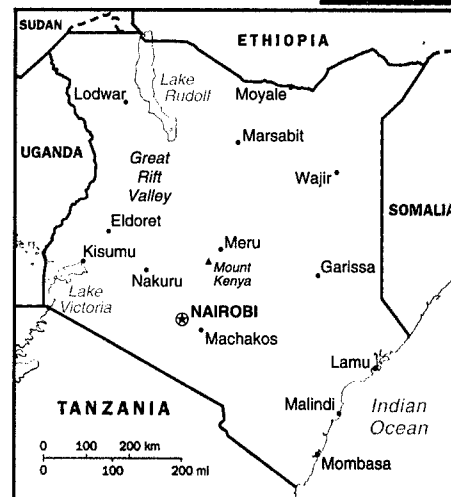 SUDAN
ETHIOPIA
Lake
Rudolf
Lodwar
Moyale
Marsabit
UGANDA
Great
Rift
Valley
Wajir
SOMALIA
Eldoret
Kisumu
Meru
Mount
Kenya
Nakuru
Garissa
Lake
Victoria
NAIROBI
Machakos
Lamu
TANZANIA
Malindi
Indian
Ocean
0 100 200 km
0 100 200 mi
Mombasa